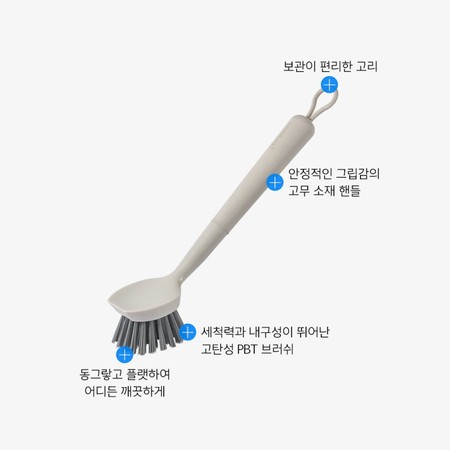 보관이 편리한 고리
안정적인 그립감의
고무 소재 핸들
세척력과 내구성이 뛰어난
고탄성 PBT 브러쉬
동그랗고 플랫하여
어디든 깨끗하게